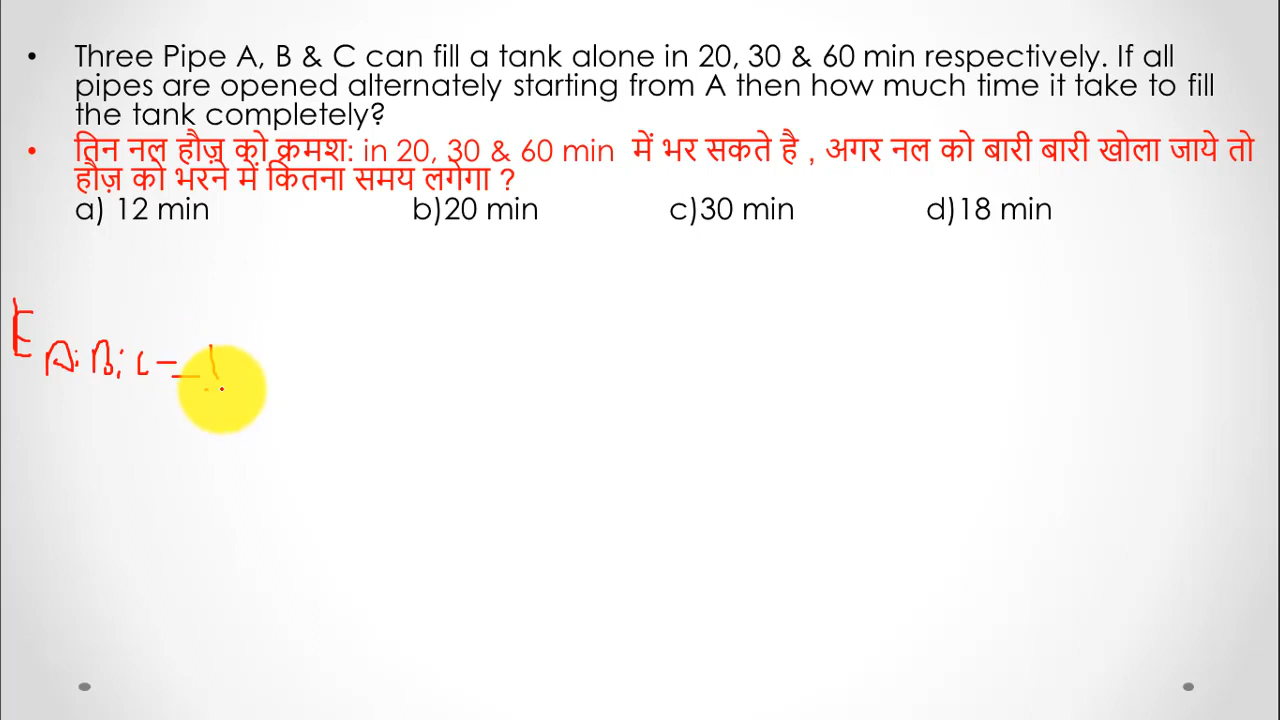 • Three Pipe A, B & C can fill a tank alone in 20, 30 & 60 min respectively. If all
pipes are opened alternately starting from A then how much time it take to fill
the tank completely?
• तिन नल हौज़ को क्रमश: in 20, 30 & 60 min में भर सकते है , अगर नल को बारी बारी खोला जाये तो
हौज़ को भरने में कितना समय लगेगा ?
a) 12 min b)20 min c)30 min d)18 min
E
A: B; C